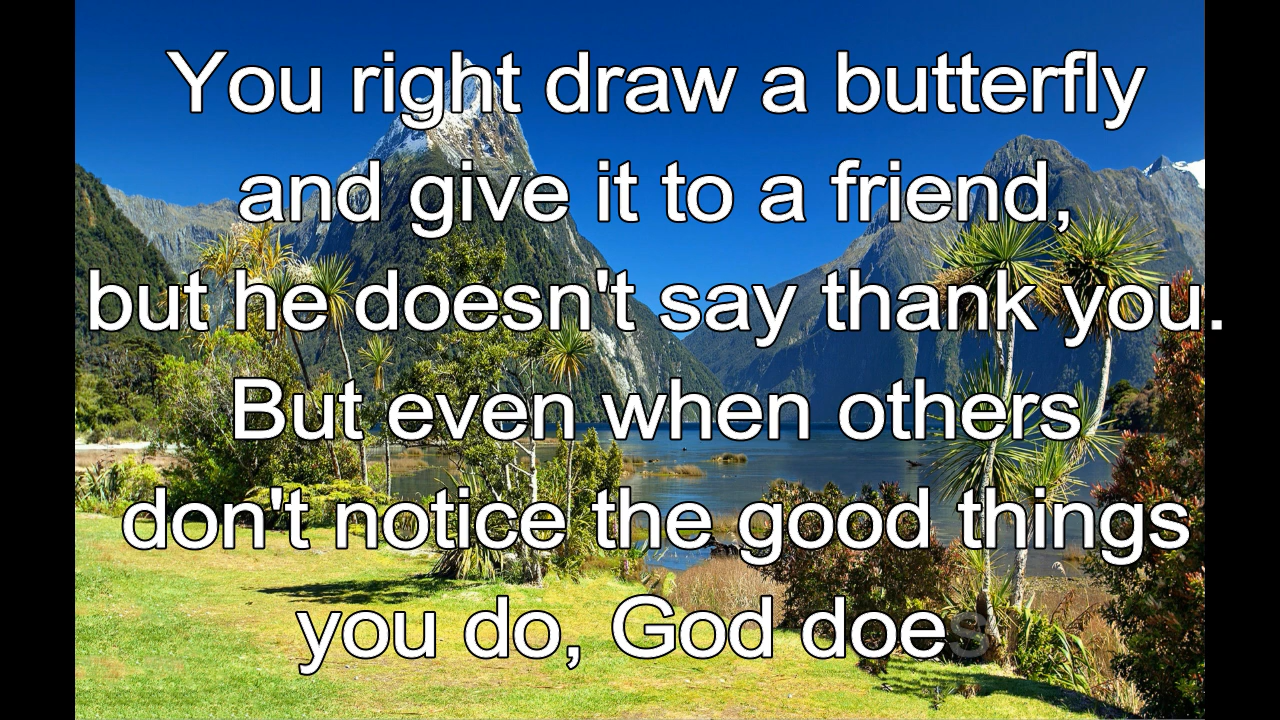 You right draw a butterfly
and give it to a friend,
but he doesn't say thank you.
But even when others
don't notice the good things
you do, God does